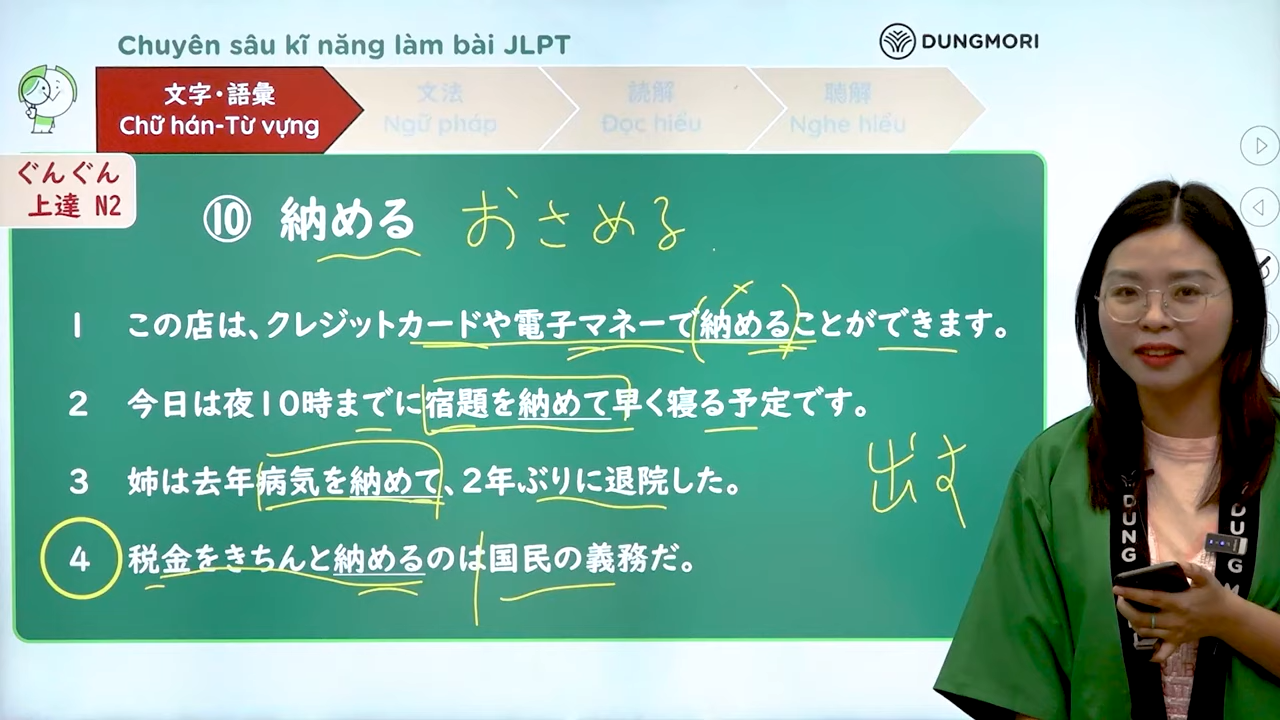 Chuyên sâu kĩ năng làm bài JLPT
DUNGMORI
文字・語彙
Chữ hán-Từ vựng
文法
Ngữ pháp
読解
Đọc hiểu
聴解
Nghe hiểu
ぐんぐん
上達 N2
⑩ 納める おさめる
1 この店は、クレジットカードや電子マネーで納めることができます。
2 今日は夜10時までに宿題を納めて早く寝る予定です。
3 姉は去年病気を納めて、2年ぶりに退院した。
出す
4 税金をきちんと納めるのは国民の義務だ。
DUNG
DUNG